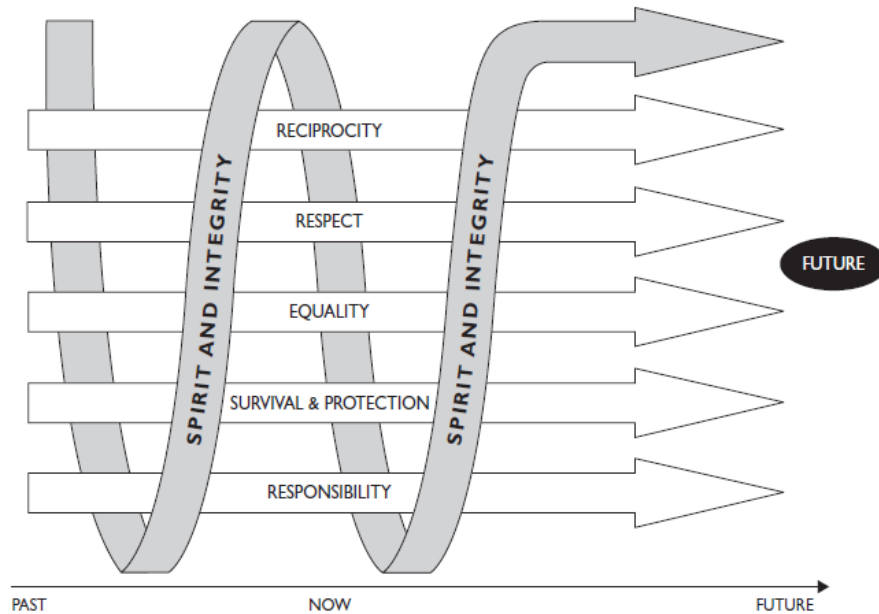 RECIPROCITY
RESPECT
EQUALITY
SURVIVAL & PROTECTION
RESPONSIBILITY
SPIRIT AND INTEGRITY
SPIRIT AND INTEGRITY
FUTURE
PAST
NOW
FUTURE